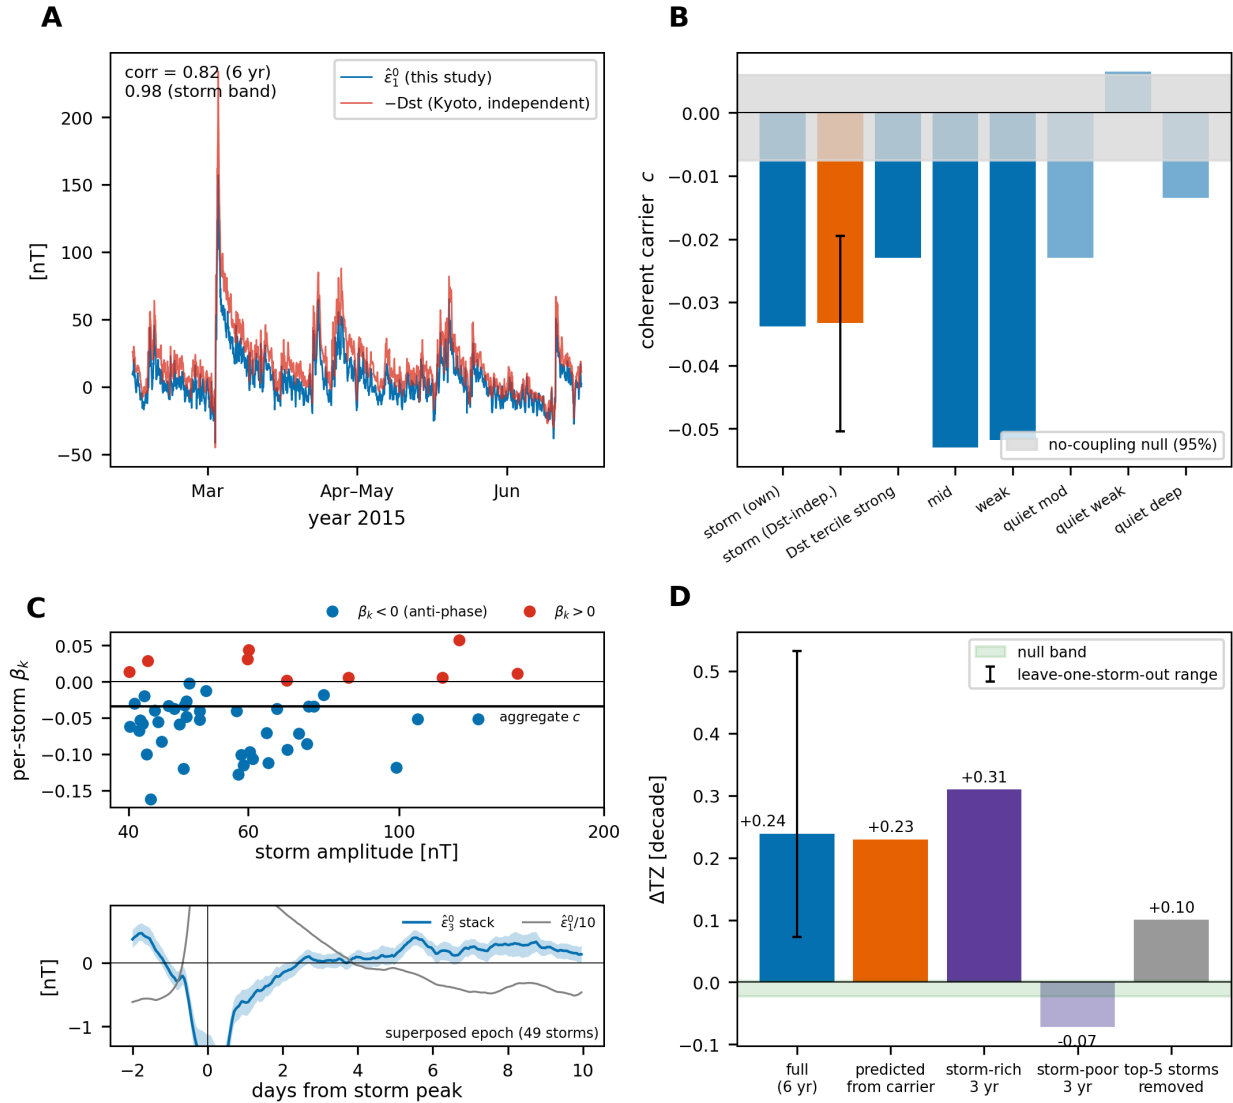 A
corr = 0.82 (6 yr)
0.98 (storm band)
ε̂₁⁰ (this study)
−Dst (Kyoto, independent)
200
150
100
50
0
−50
[nT]
Mar
Apr–May
Jun
year 2015
B
0.00
−0.01
−0.02
−0.03
−0.04
−0.05
coherent carrier c
no-coupling null (95%)
storm (own)
storm (Dst-indep.)
Dst tercile strong
mid
weak
quiet mod
quiet weak
quiet deep
C
βₖ < 0 (anti-phase)
βₖ > 0
0.05
0.00
−0.05
−0.10
−0.15
per-storm βₖ
aggregate c
40
60
100
200
storm amplitude [nT]
ε̂₃⁰ stack
ε̂₁⁰/10
0
−1
[nT]
superposed epoch (49 storms)
−2
0
2
4
6
8
10
days from storm peak
D
null band
leave-one-storm-out range
0.5
0.4
0.3
0.2
0.1
0.0
−0.1
ΔTZ [decade]
+0.24
+0.23
+0.31
-0.07
+0.10
full
(6 yr)
predicted
from carrier
storm-rich
3 yr
storm-poor
3 yr
top-5 storms
removed